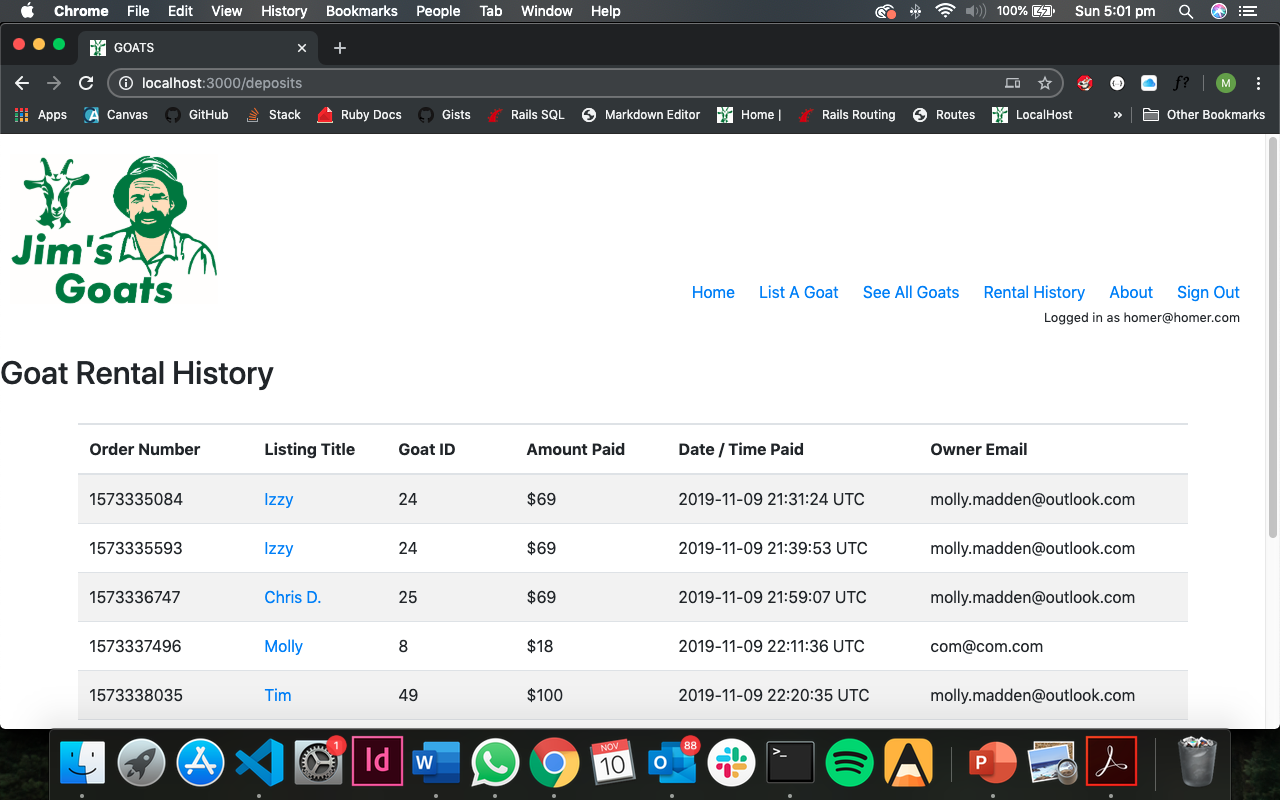 Chrome File Edit View History Bookmarks People Tab Window Help 100% Sun 5:01 pm
GOATS
localhost:3000/deposits f? M
Apps Canvas GitHub Stack Ruby Docs Gists Rails SQL Markdown Editor Home | Rails Routing Routes LocalHost » Other Bookmarks
Jim's
Goats
Home List A Goat See All Goats Rental History About Sign Out
Logged in as homer@homer.com
Goat Rental History
Order Number Listing Title Goat ID Amount Paid Date / Time Paid Owner Email
1573335084 Izzy 24 $69 2019-11-09 21:31:24 UTC molly.madden@outlook.com
1573335593 Izzy 24 $69 2019-11-09 21:39:53 UTC molly.madden@outlook.com
1573336747 Chris D. 25 $69 2019-11-09 21:59:07 UTC molly.madden@outlook.com
1573337496 Molly 8 $18 2019-11-09 22:11:36 UTC com@com.com
1573338035 Tim 49 $100 2019-11-09 22:20:35 UTC molly.madden@outlook.com
1 Id W NOV 10 O 88 >_ P